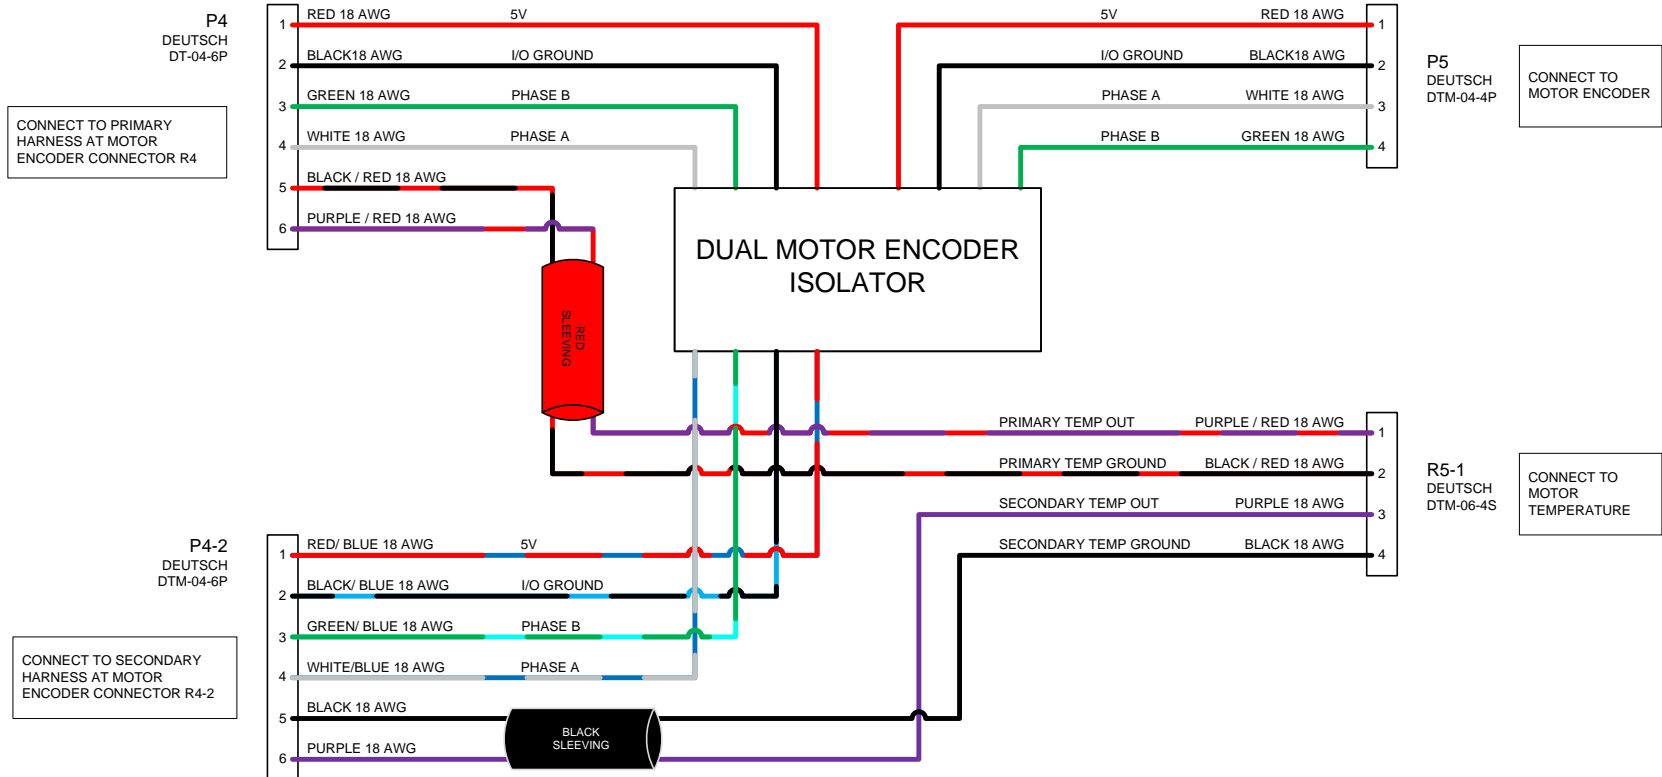 P4
DEUTSCH
DT-04-6P
CONNECT TO PRIMARY
HARNESS AT MOTOR
ENCODER CONNECTOR R4
1 RED 18 AWG 5V
2 BLACK18 AWG I/O GROUND
3 GREEN 18 AWG PHASE B
4 WHITE 18 AWG PHASE A
5 BLACK / RED 18 AWG
6 PURPLE / RED 18 AWG
5V RED 18 AWG 1
I/O GROUND BLACK18 AWG 2
PHASE A WHITE 18 AWG 3
PHASE B GREEN 18 AWG 4
P5
DEUTSCH
DTM-04-4P
CONNECT TO
MOTOR ENCODER
DUAL MOTOR ENCODER
ISOLATOR
RED
SLEEVING
PRIMARY TEMP OUT PURPLE / RED 18 AWG 1
PRIMARY TEMP GROUND BLACK / RED 18 AWG 2
SECONDARY TEMP OUT PURPLE 18 AWG 3
SECONDARY TEMP GROUND BLACK 18 AWG 4
R5-1
DEUTSCH
DTM-06-4S
CONNECT TO
MOTOR
TEMPERATURE
P4-2
DEUTSCH
DTM-04-6P
CONNECT TO SECONDARY
HARNESS AT MOTOR
ENCODER CONNECTOR R4-2
1 RED/ BLUE 18 AWG 5V
2 BLACK/ BLUE 18 AWG I/O GROUND
3 GREEN/ BLUE 18 AWG PHASE B
4 WHITE/BLUE 18 AWG PHASE A
5 BLACK 18 AWG
6 PURPLE 18 AWG
BLACK
SLEEVING